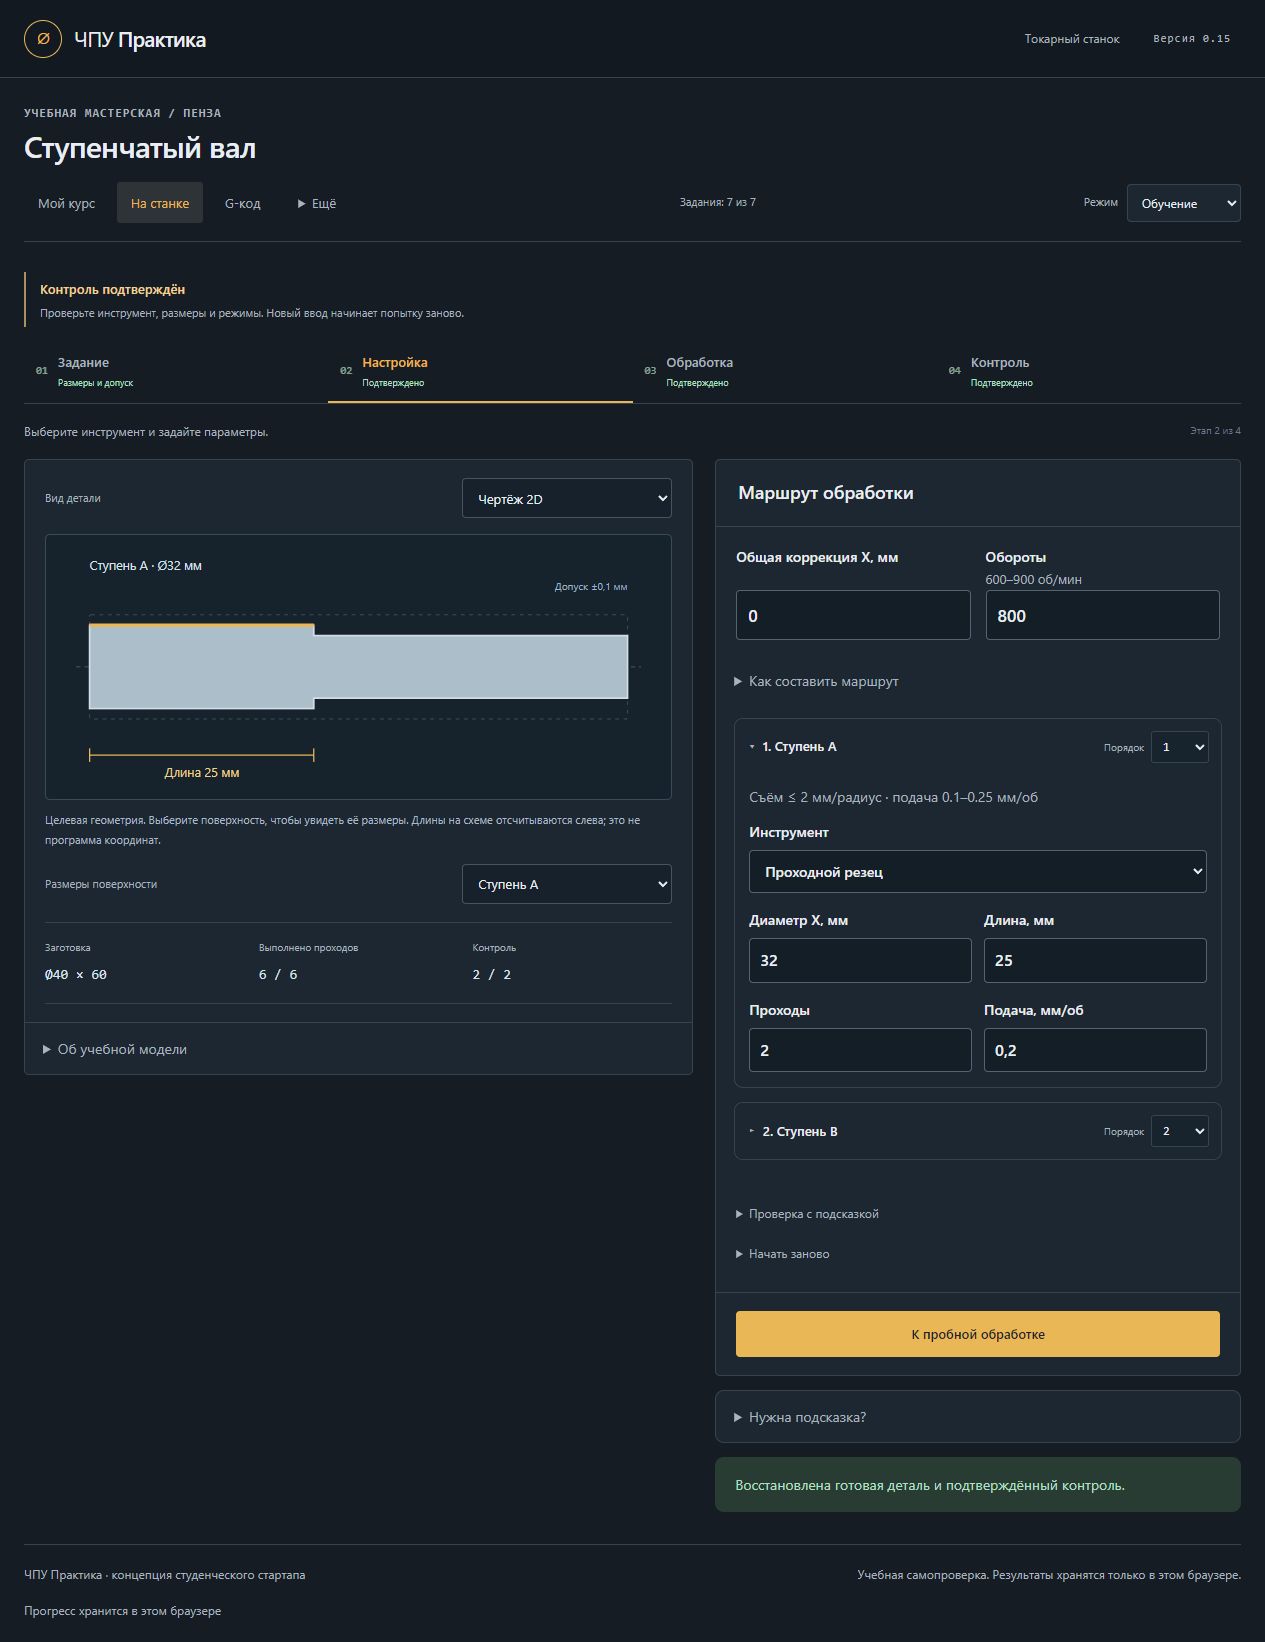 Ø
ЧПУ Практика
Токарный станок
Версия 0.15
УЧЕБНАЯ МАСТЕРСКАЯ / ПЕНЗА
Ступенчатый вал
Мой курс
На станке
G-код
▶ Ещё
Задания: 7 из 7
Режим
Обучение
Контроль подтверждён
Проверьте инструмент, размеры и режимы. Новый ввод начинает попытку заново.
01
Задание
Размеры и допуск
02
Настройка
Подтверждено
03
Обработка
Подтверждено
04
Контроль
Подтверждено
Выберите инструмент и задайте параметры.
Этап 2 из 4
Вид детали
Чертёж 2D
Ступень A · Ø32 мм
Допуск ±0,1 мм
Длина 25 мм
Целевая геометрия. Выберите поверхность, чтобы увидеть её размеры. Длины на схеме отсчитываются слева; это не
программа координат.
Размеры поверхности
Ступень A
Заготовка
Ø40 × 60
Выполнено проходов
6 / 6
Контроль
2 / 2
▶ Об учебной модели
Маршрут обработки
Общая коррекция X, мм
0
Обороты
600–900 об/мин
800
▶ Как составить маршрут
1. Ступень A
Порядок
1
Съём ≤ 2 мм/радиус · подача 0.1–0.25 мм/об
Инструмент
Проходной резец
Диаметр X, мм
32
Длина, мм
25
Проходы
2
Подача, мм/об
0,2
2. Ступень B
Порядок
2
▶ Проверка с подсказкой
▶ Начать заново
К пробной обработке
▶ Нужна подсказка?
Восстановлена готовая деталь и подтверждённый контроль.
ЧПУ Практика · концепция студенческого стартапа
Учебная самопроверка. Результаты хранятся только в этом браузере.
Прогресс хранится в этом браузере